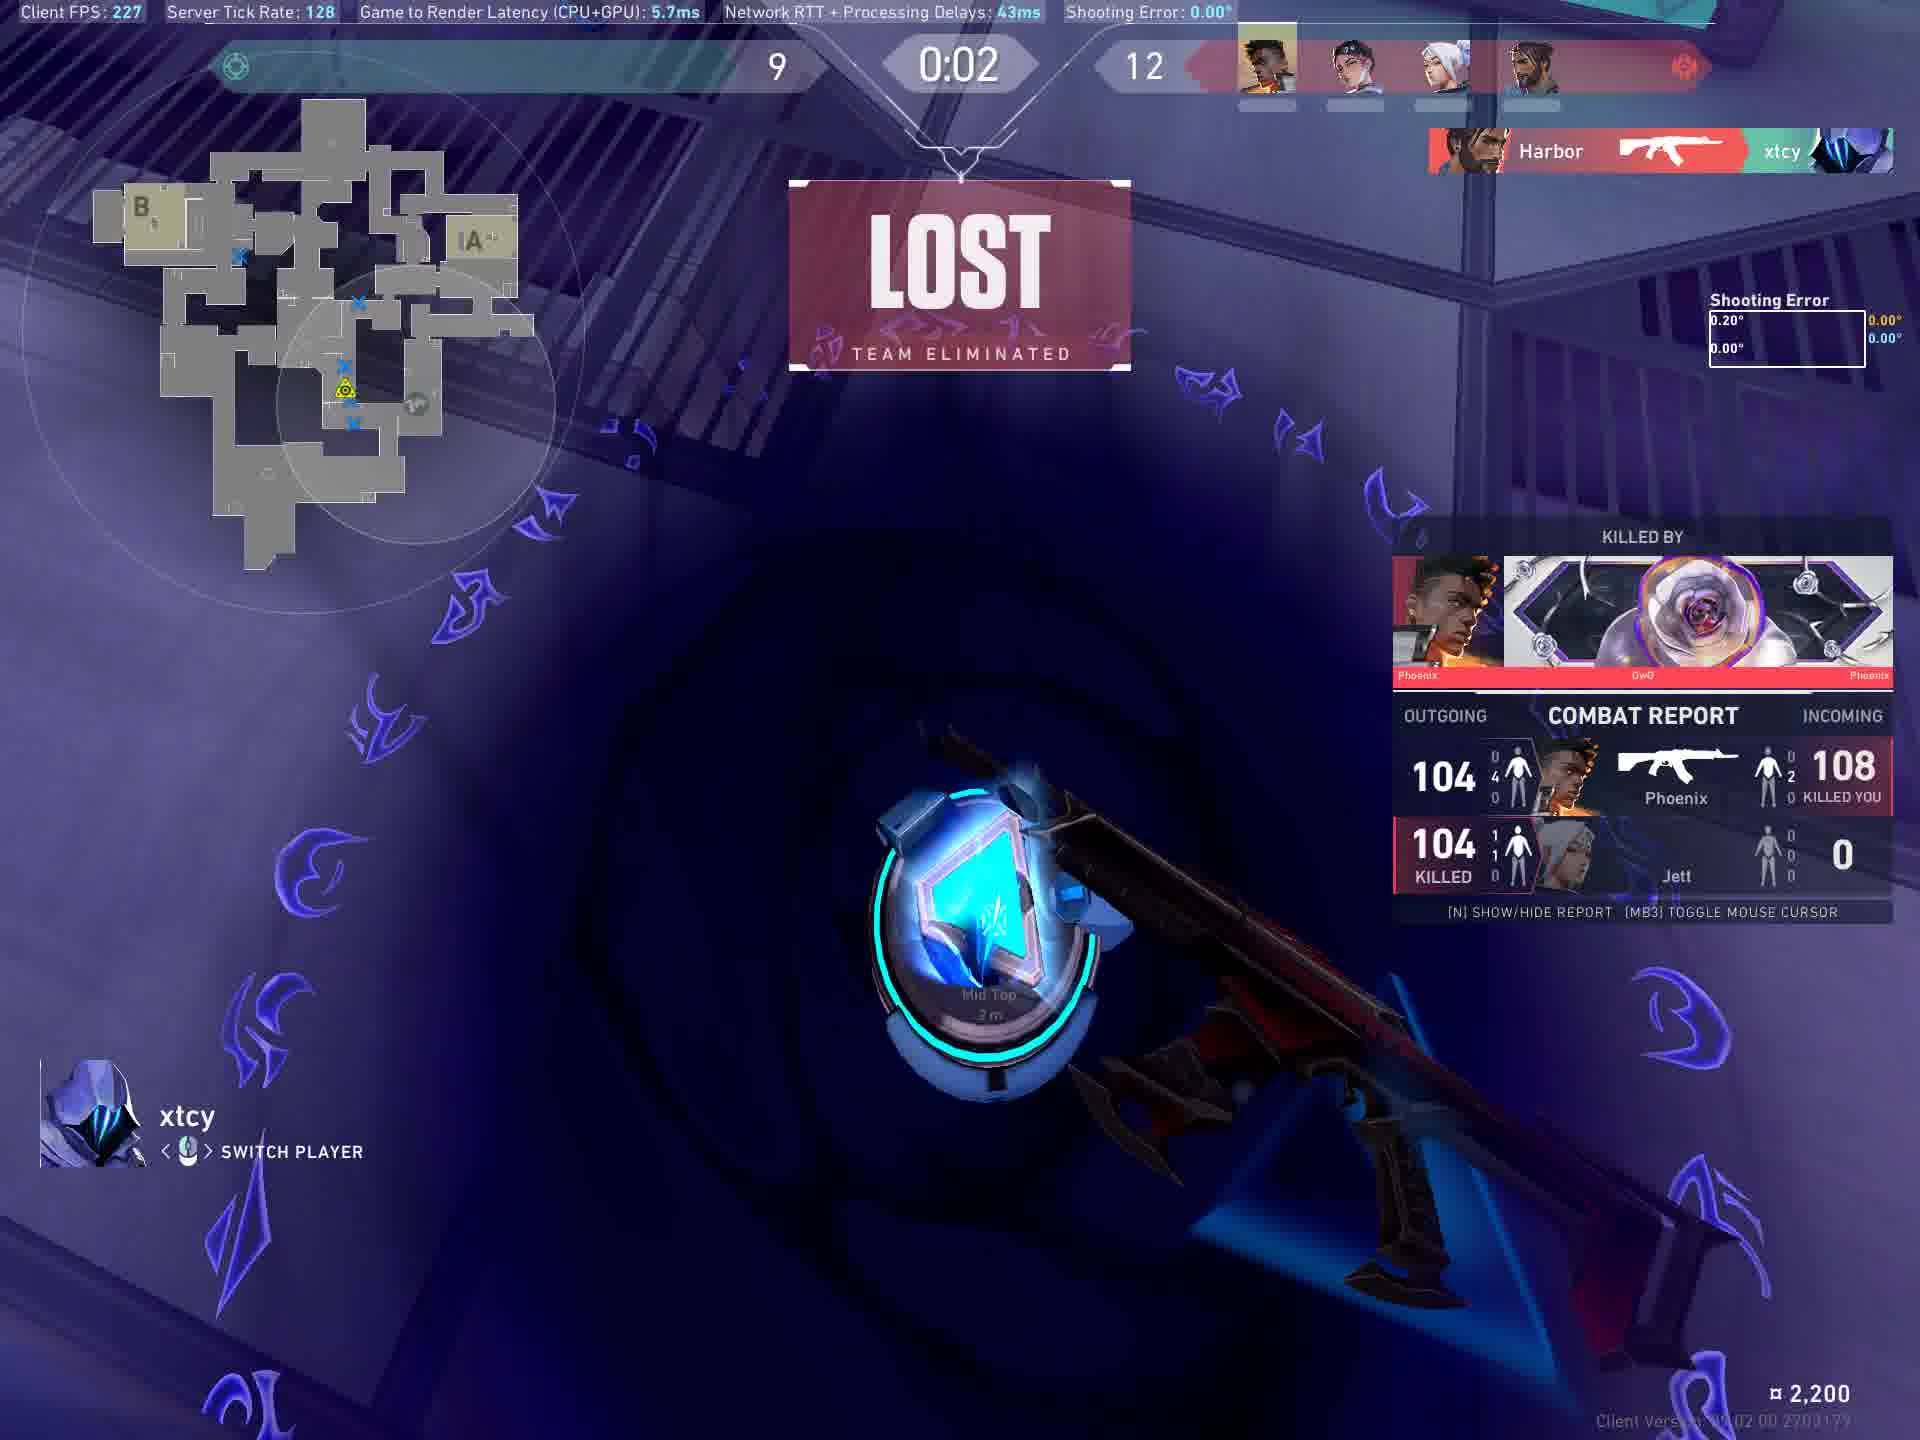 Client FPS: 227 Server Tick Rate: 128 Game to Render Latency (CPU+GPU): 5.7ms Network RTT + Processing Delays: 43ms Shooting Error: 0.00°
9 0:02 12
Harbor xtcy
B
A
LOST
TEAM ELIMINATED
Shooting Error
0.20° 0.00°
0.00°
0.00°
KILLED BY
Phoenix OwO Phoenix
OUTGOING COMBAT REPORT INCOMING
104 0 4 0 Phoenix 0 2 0 108 KILLED YOU
104 KILLED 1 1 0 Jett 0 0 0 0
[N] SHOW/HIDE REPORT [MB3] TOGGLE MOUSE CURSOR
Mid Top
3 m
xtcy
< > SWITCH PLAYER
¤ 2,200